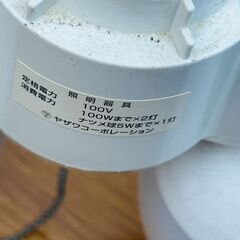 照明器具
定格電力 100V
消費電力 100Wまで×2灯
ナツメ球5Wまで×1灯
ヤザワコーポレーション